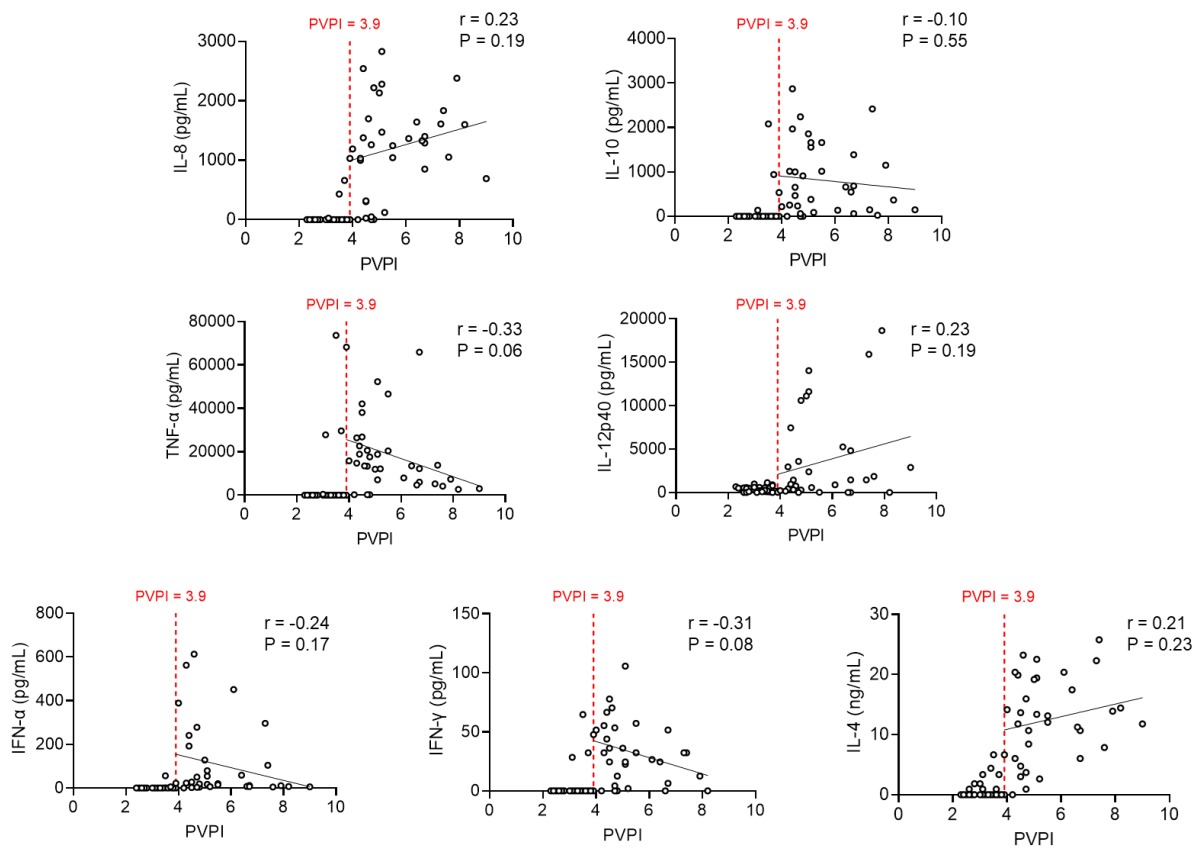 PVPI = 3.9
r = 0.23
P = 0.19
IL-8 (pg/mL)
3000
2000
1000
0
0 2 4 6 8 10
PVPI
PVPI = 3.9
r = -0.10
P = 0.55
IL-10 (pg/mL)
4000
3000
2000
1000
0
0 2 4 6 8 10
PVPI
PVPI = 3.9
r = -0.33
P = 0.06
TNF-α (pg/mL)
80000
60000
40000
20000
0
0 2 4 6 8 10
PVPI
PVPI = 3.9
r = 0.23
P = 0.19
IL-12p40 (pg/mL)
20000
15000
10000
5000
0
0 2 4 6 8 10
PVPI
PVPI = 3.9
r = -0.24
P = 0.17
IFN-α (pg/mL)
800
600
400
200
0
0 2 4 6 8 10
PVPI
PVPI = 3.9
r = -0.31
P = 0.08
IFN-γ (pg/mL)
150
100
50
0
0 2 4 6 8 10
PVPI
PVPI = 3.9
r = 0.21
P = 0.23
IL-4 (ng/mL)
30
20
10
0
0 2 4 6 8 10
PVPI